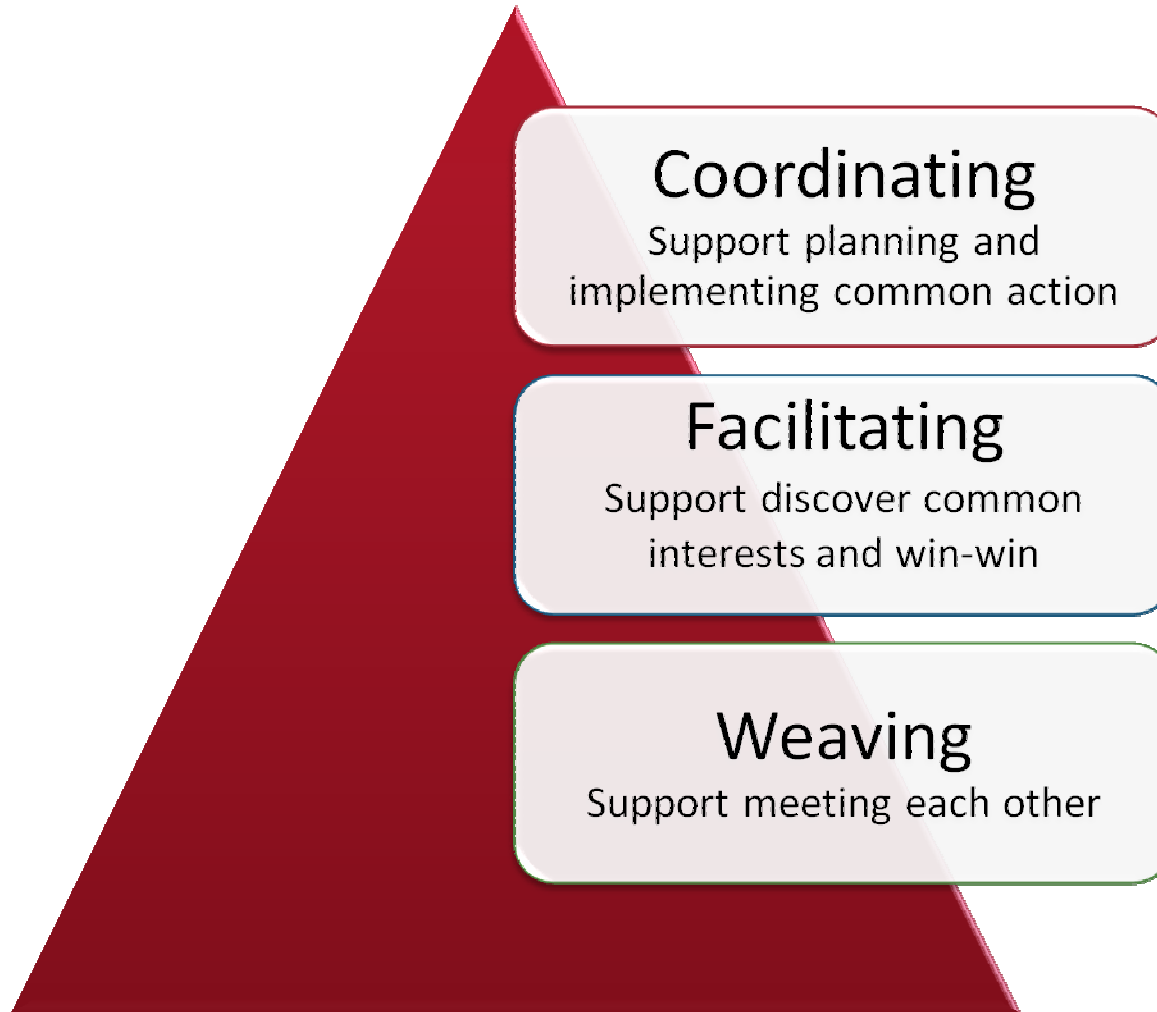 Coordinating
Support planning and
implementing common action
Facilitating
Support discover common
interests and win-win
Weaving
Support meeting each other